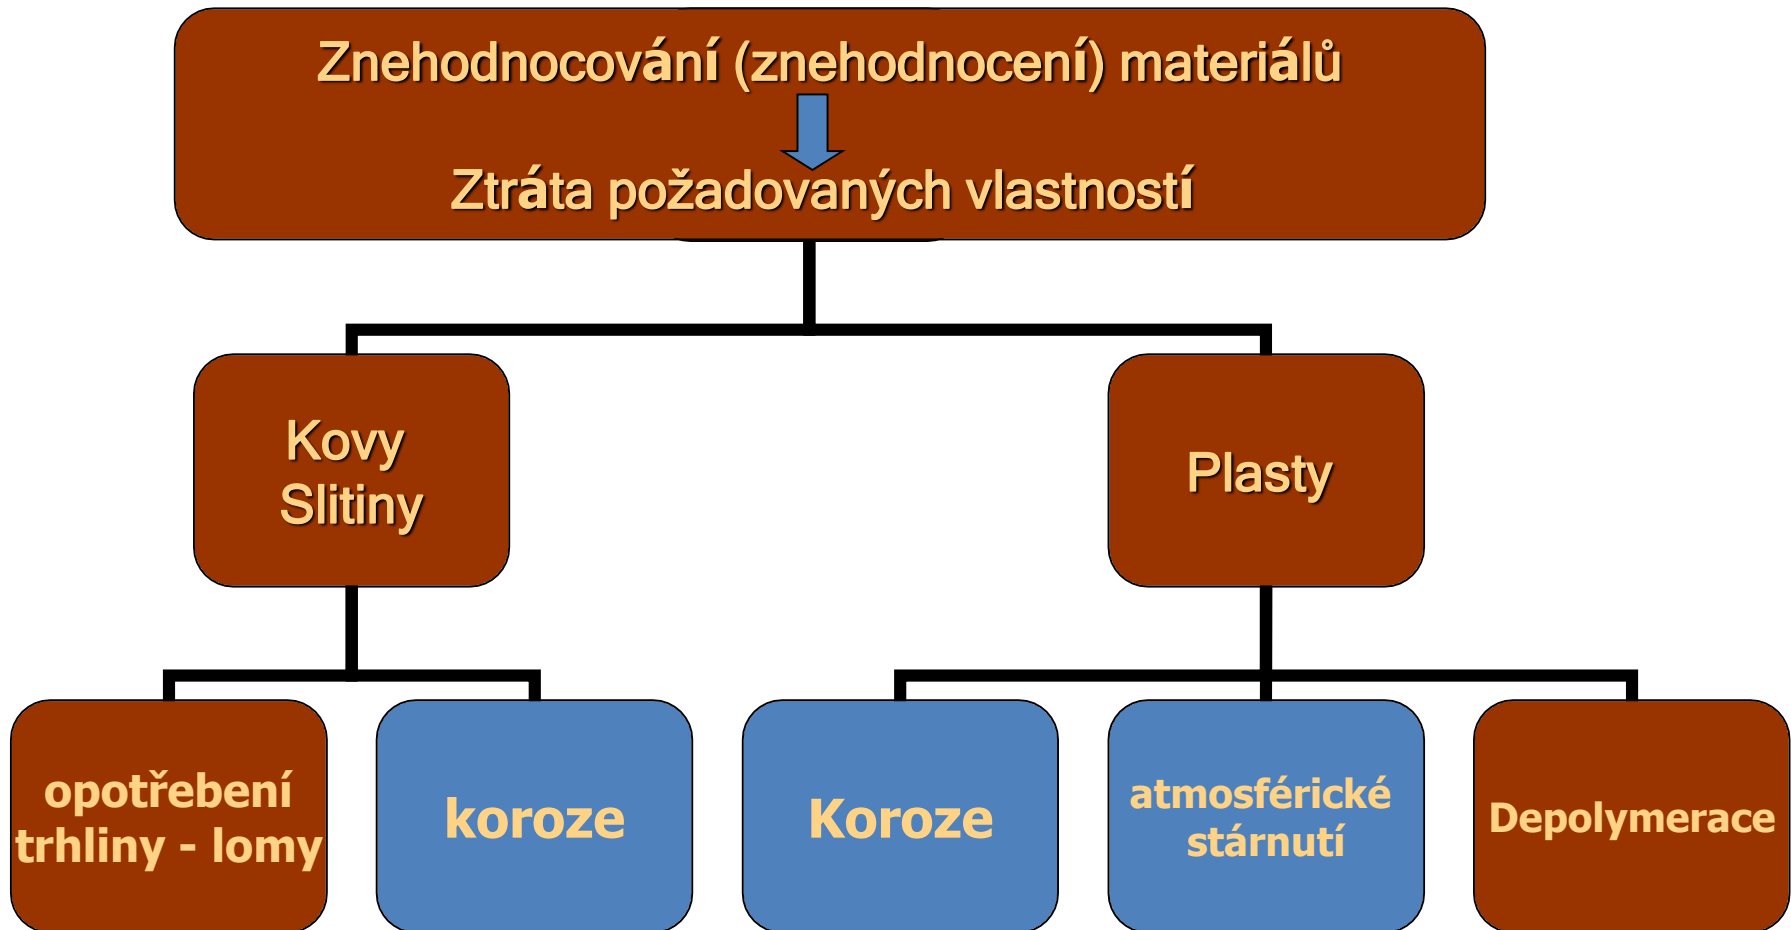 Znehodnocování (znehodnocení) materiálů
Ztráta požadovaných vlastností
Kovy
Slitiny
Plasty
opotřebení
trhliny - lomy
koroze
Koroze
atmosférické
stárnutí
Depolymerace